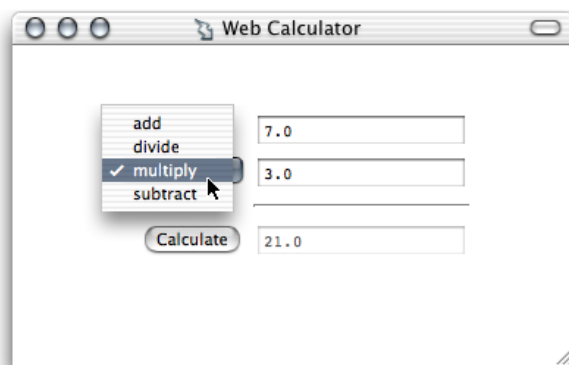 Web Calculator
add
7.0
divide
✓ multiply
3.0
subtract
Calculate
21.0